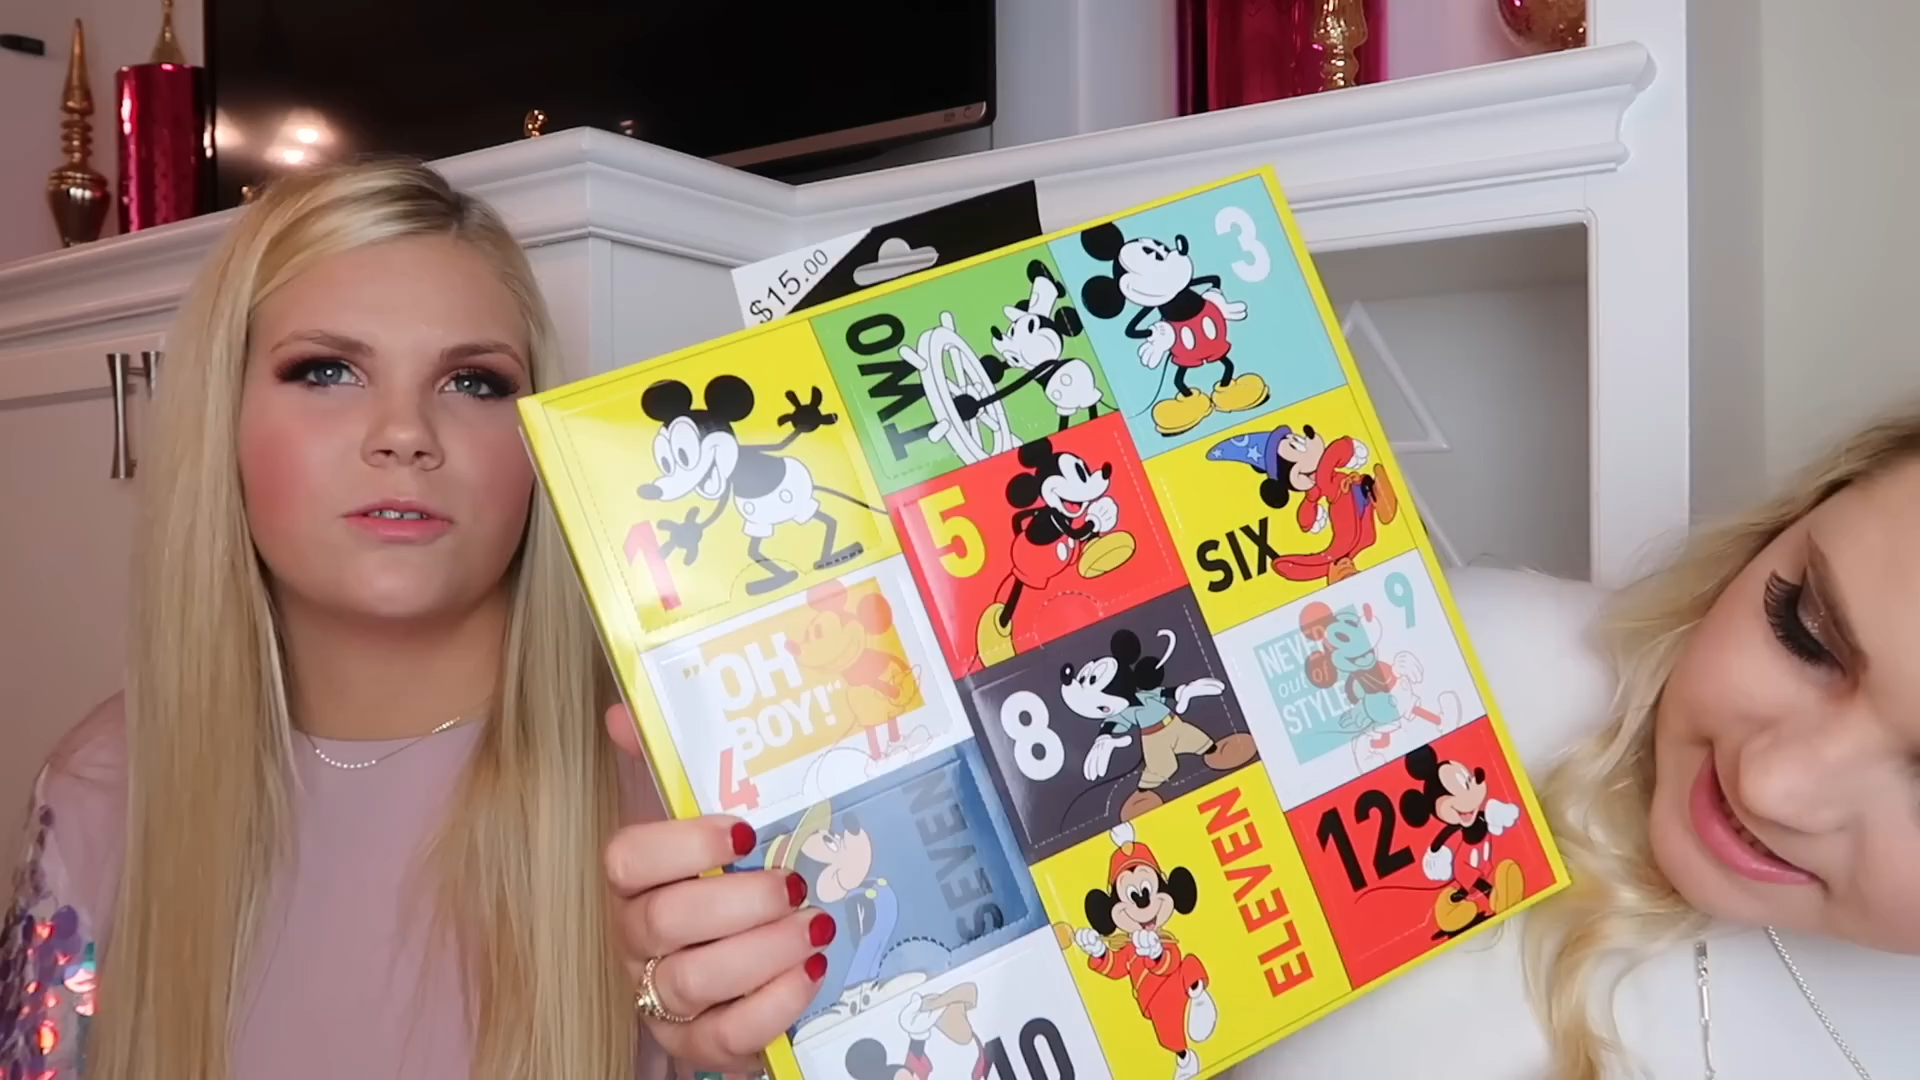 $15.00
1
TWO
3
5
SIX
"OH
BOY!"
4
8
NEVER
out of
STYLE
9
SEVEN
ELEVEN
12
10